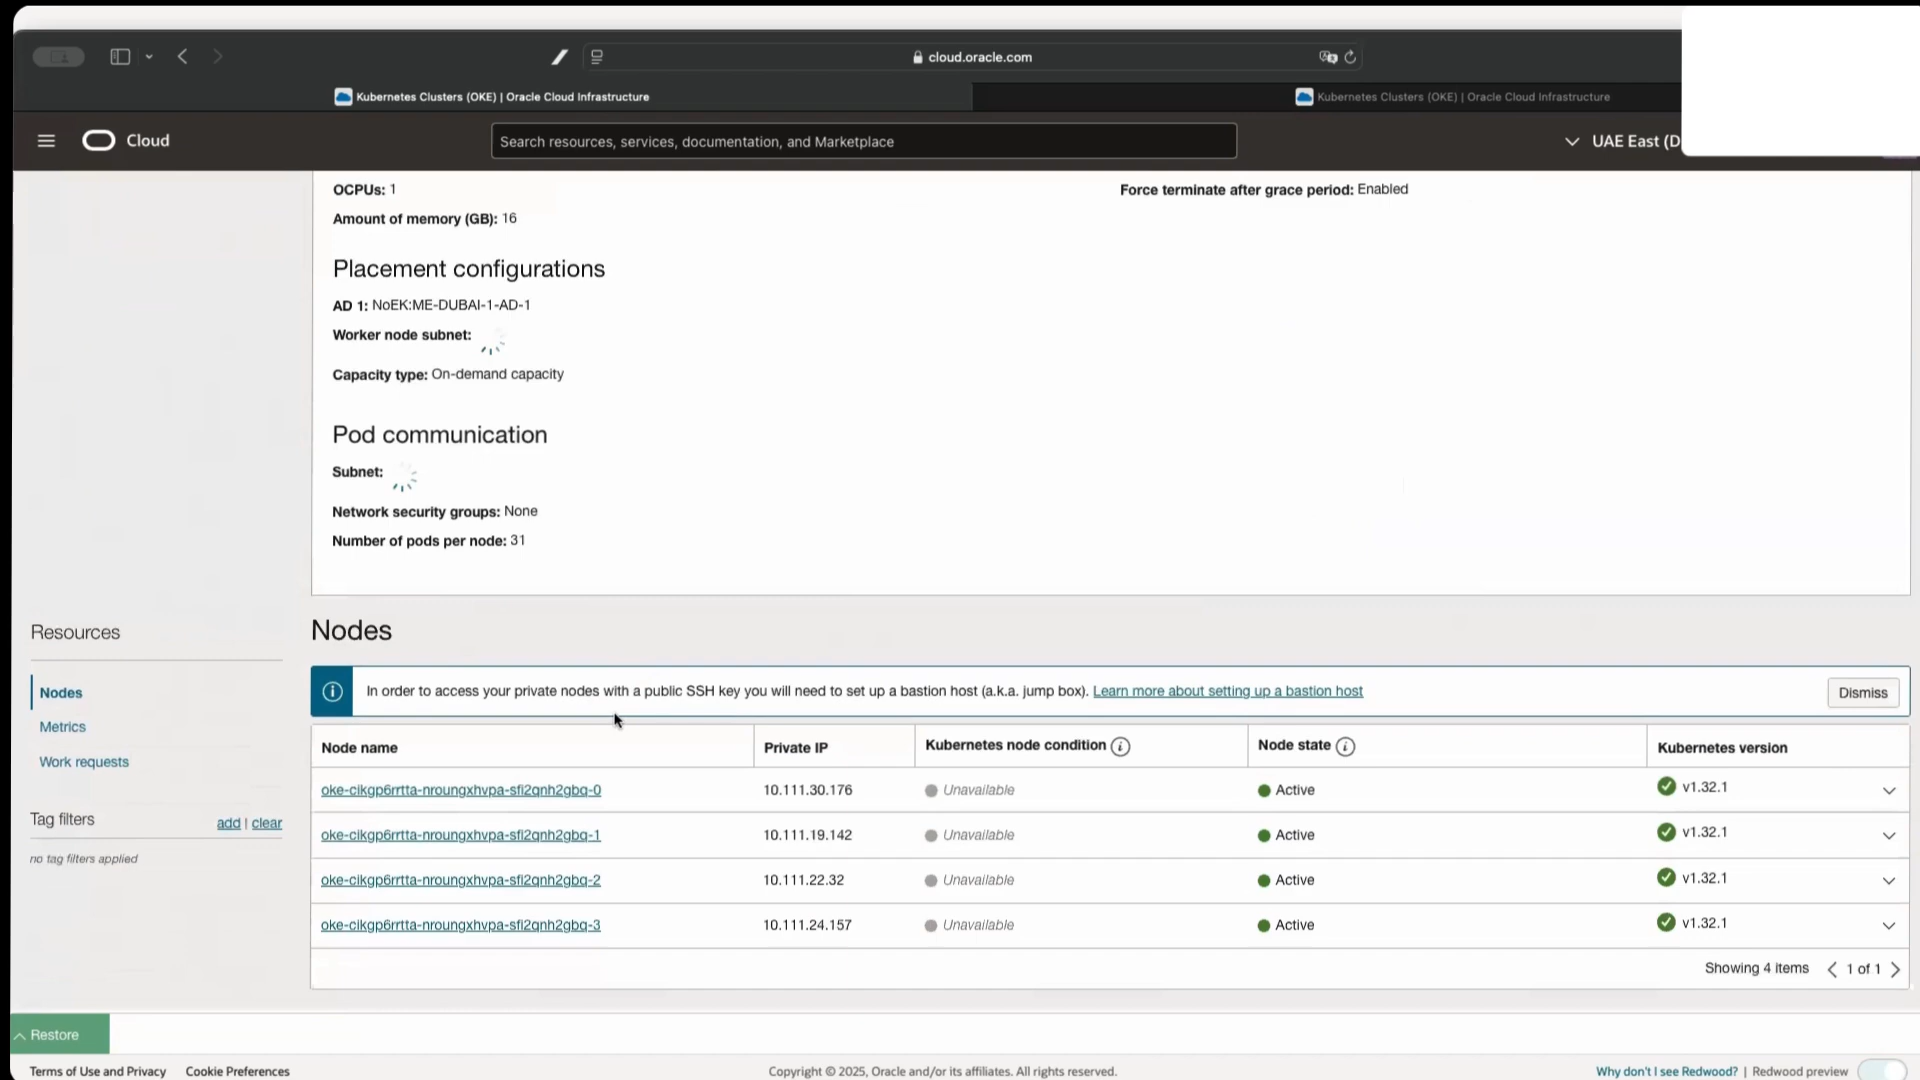 cloud.oracle.com
Kubernetes Clusters (OKE) | Oracle Cloud Infrastructure
Kubernetes Clusters (OKE) | Oracle Cloud Infrastructure
Cloud
Search resources, services, documentation, and Marketplace
UAE East (D
OCPUs: 1
Force terminate after grace period: Enabled
Amount of memory (GB): 16
Placement configurations
AD 1: NoEK:ME-DUBAI-1-AD-1
Worker node subnet:
Capacity type: On-demand capacity
Pod communication
Subnet:
Network security groups: None
Number of pods per node: 31
Resources
Nodes
Metrics
Work requests
Tag filters
add | clear
no tag filters applied
Nodes
In order to access your private nodes with a public SSH key you will need to set up a bastion host (a.k.a. jump box). Learn more about setting up a bastion host
Dismiss
Node name Private IP Kubernetes node condition Node state Kubernetes version
oke-cikgp6rrtta-nroungxhvpa-sfi2qnh2gbq-0 10.111.30.176 Unavailable Active v1.32.1
oke-cikgp6rrtta-nroungxhvpa-sfi2qnh2gbq-1 10.111.19.142 Unavailable Active v1.32.1
oke-cikgp6rrtta-nroungxhvpa-sfi2qnh2gbq-2 10.111.22.32 Unavailable Active v1.32.1
oke-cikgp6rrtta-nroungxhvpa-sfi2qnh2gbq-3 10.111.24.157 Unavailable Active v1.32.1
Showing 4 items
1 of 1
Restore
Terms of Use and Privacy
Cookie Preferences
Copyright © 2025, Oracle and/or its affiliates. All rights reserved.
Why don't I see Redwood? | Redwood preview